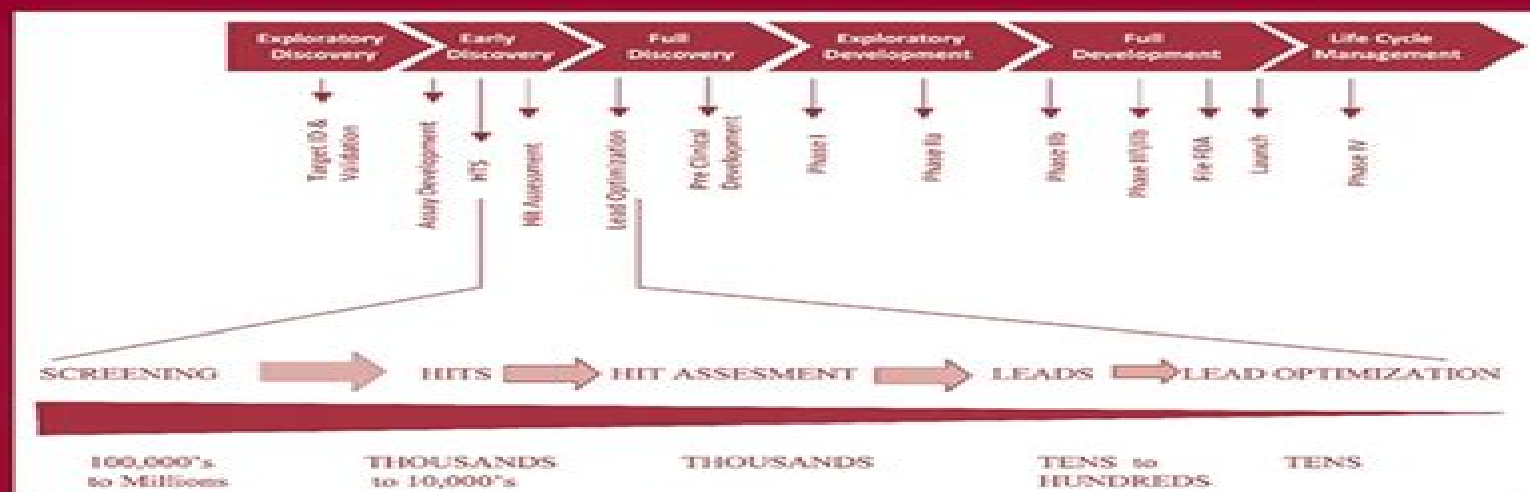 Exploratory
Discovery
Early
Discovery
Full
Discovery
Exploratory
Development
Full
Development
Life Cycle
Management
Target ID &
Validation
Assay Development
HTS
Hit Assessment
Lead Optimization
Pre Clinical
Development
Phase I
Phase IIa
Phase IIb
Phase III/IIIb
File FDA
Launch
Phase IV
SCREENING
HITS
HIT ASSESMENT
LEADS
LEAD OPTIMIZATION
100,000"s
to Millions
THOUSANDS
to 10,000"s
THOUSANDS
TENS to
HUNDREDS
TENS